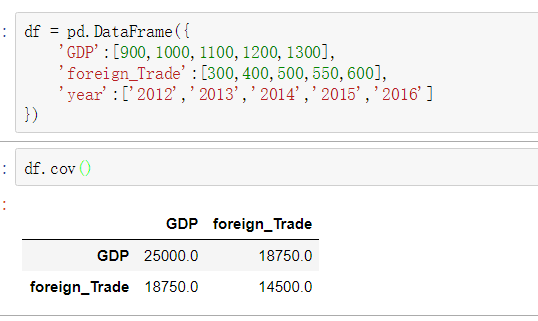 : df = pd.DataFrame({
'GDP':[900,1000,1100,1200,1300],
'foreign_Trade':[300,400,500,550,600],
'year':['2012','2013','2014','2015','2016']
})
: df.cov()
:
GDP foreign_Trade
GDP 25000.0 18750.0
foreign_Trade 18750.0 14500.0